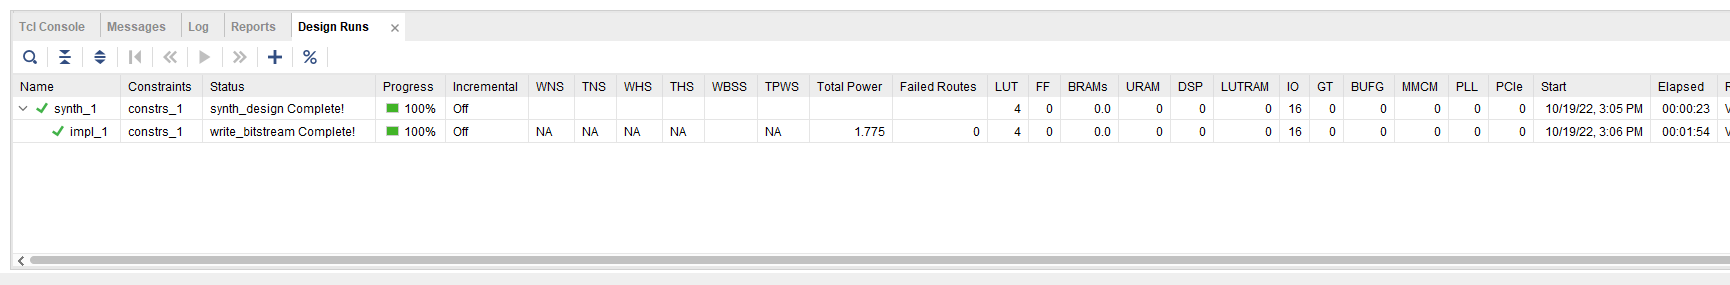 Tcl Console Messages Log Reports Design Runs
Name Constraints Status Progress Incremental WNS TNS WHS THS WBSS TPWS Total Power Failed Routes LUT FF BRAMs URAM DSP LUTRAM IO GT BUFG MMCM PLL PCIe Start Elapsed
synth_1 constrs_1 synth_design Complete! 100% Off 4 0 0.0 0 0 0 16 0 0 0 0 0 10/19/22, 3:05 PM 00:00:23
impl_1 constrs_1 write_bitstream Complete! 100% Off NA NA NA NA NA 1.775 0 4 0 0.0 0 0 0 16 0 0 0 0 0 10/19/22, 3:06 PM 00:01:54